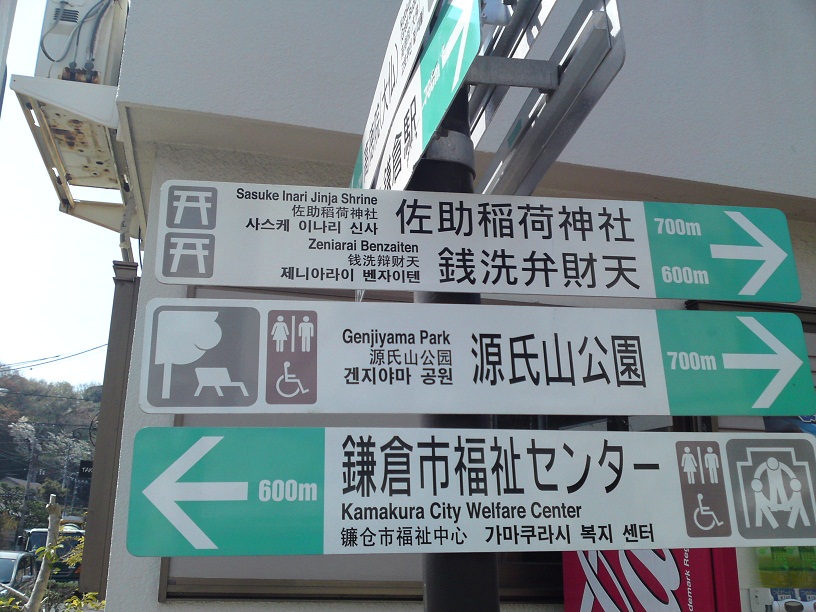 鎌倉駅
Sasuke Inari Jinja Shrine
佐助稲荷神社
사스케 이나리 신사
佐助稲荷神社
700m
Zeniarai Benzaiten
钱洗辩财天
제니아라이 벤자이텐
銭洗弁財天
600m
Genjiyama Park
源氏山公园
겐지야마 공원
源氏山公園
700m
600m
鎌倉市福祉センター
Kamakura City Welfare Center
镰仓市福祉中心 가마쿠라시 복지 센터